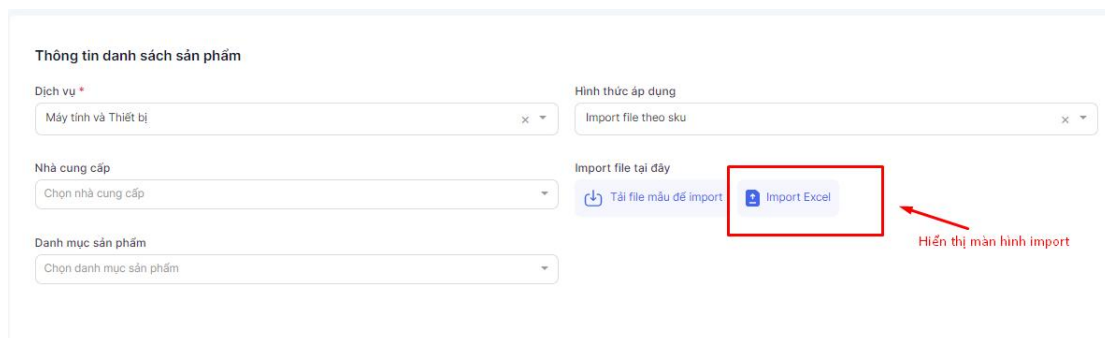 Thông tin danh sách sản phẩm
Dịch vụ *
Máy tính và Thiết bị
Hình thức áp dụng
Import file theo sku
Nhà cung cấp
Chọn nhà cung cấp
Import file tại đây
Tải file mẫu để import
Import Excel
Hiển thị màn hình import
Danh mục sản phẩm
Chọn danh mục sản phẩm